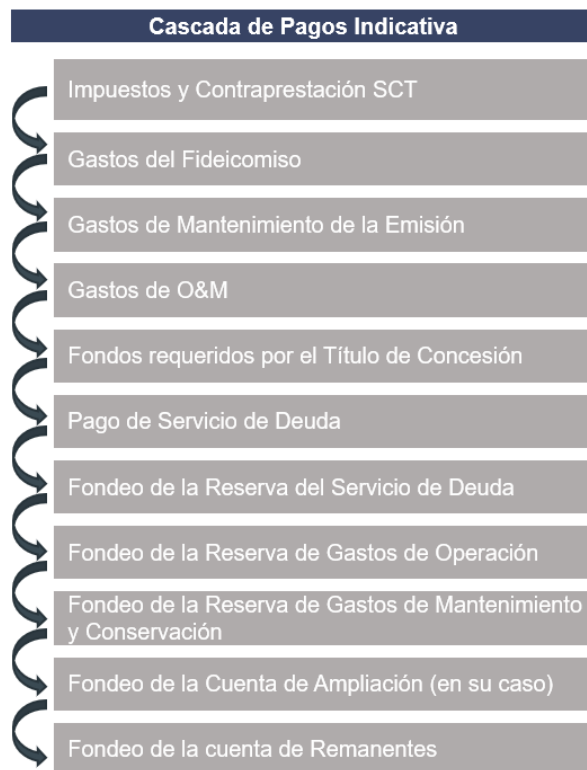 Cascada de Pagos Indicativa
Impuestos y Contraprestación SCT
Gastos del Fideicomiso
Gastos de Mantenimiento de la Emisión
Gastos de O&M
Fondos requeridos por el Título de Concesión
Pago de Servicio de Deuda
Fondeo de la Reserva del Servicio de Deuda
Fondeo de la Reserva de Gastos de Operación
Fondeo de la Reserva de Gastos de Mantenimiento
y Conservación
Fondeo de la Cuenta de Ampliación (en su caso)
Fondeo de la cuenta de Remanentes